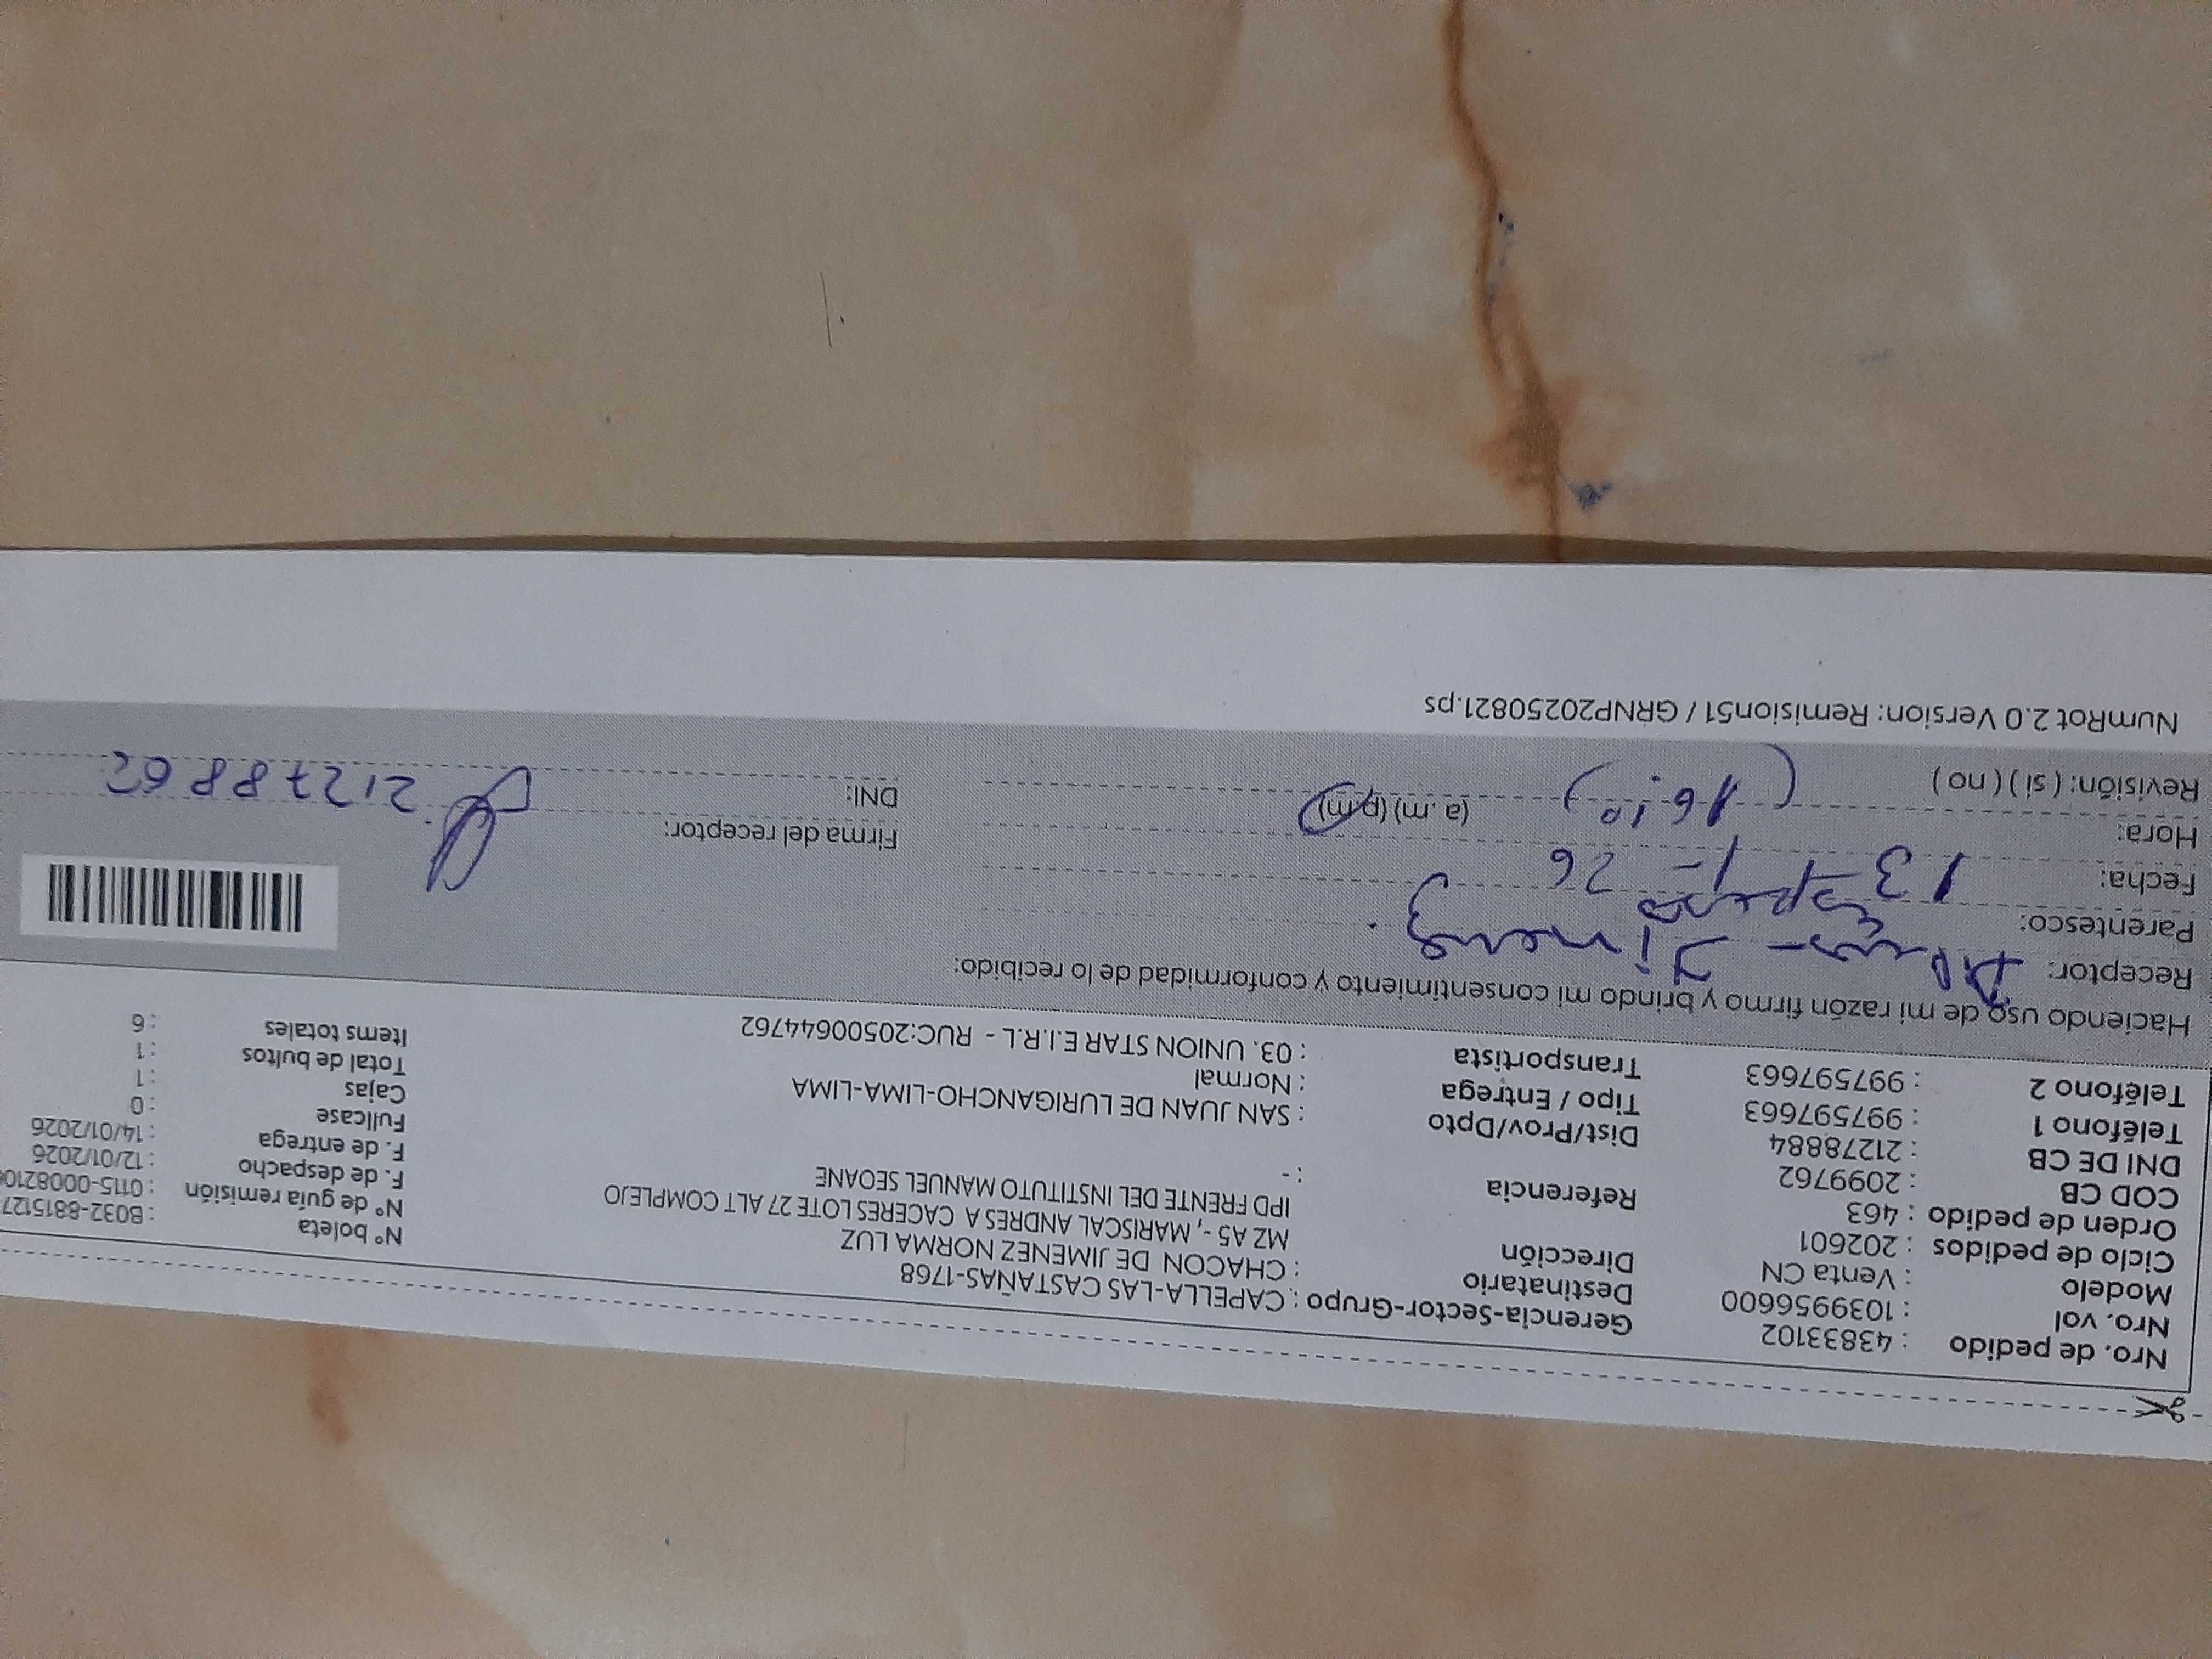 Nro. de pedido : 43833102
Nro. vol : 1039956600
Modelo : Venta CN
Ciclo de pedidos : 202601
Orden de pedido : 463
COD CB : 2099762
DNI DE CB : 21278884
Teléfono 1 : 997597663
Teléfono 2 : 997597663
Gerencia-Sector-Grupo : CAPELLA-LAS CASTAÑAS-1768
Destinatario : CHACON DE JIMENEZ NORMA LUZ
Dirección MZ A5 -, MARISCAL ANDRES A CACERES LOTE 27 ALT COMPLEJO
IPD FRENTE DEL INSTITUTO MANUEL SEOANE
Referencia : -
Dist/Prov/Dpto : SAN JUAN DE LURIGANCHO-LIMA-LIMA
Tipo / Entrega : Normal
Transportista : 03. UNION STAR E.I.R.L - RUC:20500644762
N° boleta : B032-8815127
N° de guía remisión : 0115-0008210
F. de despacho : 12/01/2026
F. de entrega : 14/01/2026
Fullcase : 0
Cajas : 1
Total de bultos : 1
Items totales : 6
Haciendo uso de mi razón firmo y brindo mi consentimiento y conformidad de lo recibido:
Receptor: Jimenez
Parentesco: Esposo
Fecha: 13 - 1 - 26
Hora: (16:10) (a. m) (p.m)
Revisión: ( si ) ( no )
Firma del receptor:
DNI: 21278862
NumRot 2.0 Version: Remision51 / GRNP20250821.ps